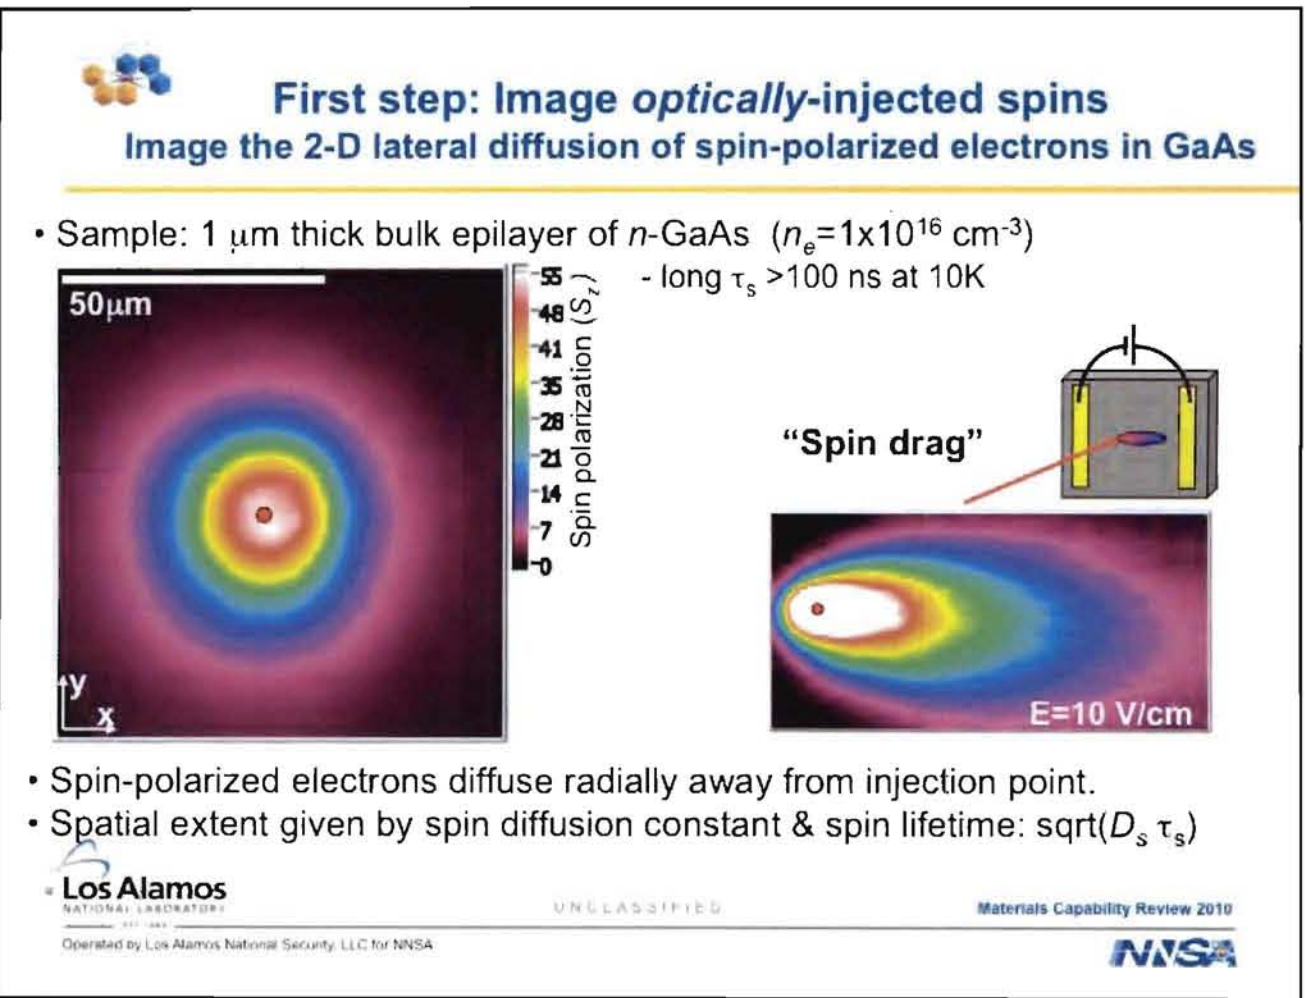 First step: Image optically-injected spins
Image the 2-D lateral diffusion of spin-polarized electrons in GaAs
• Sample: 1 μm thick bulk epilayer of n-GaAs (nₑ=1x10¹⁶ cm⁻³)
- long τₛ >100 ns at 10K
50μm
55
48
41
35
28
21
14
7
0
Spin polarization (S_z)
y
x
“Spin drag”
E=10 V/cm
• Spin-polarized electrons diffuse radially away from injection point.
• Spatial extent given by spin diffusion constant & spin lifetime: sqrt(Dₛ τₛ)
Los Alamos
NATIONAL LABORATORY
UNCLASSIFIED
Materials Capability Review 2010
Operated by Los Alamos National Security, LLC for NNSA
NNSA